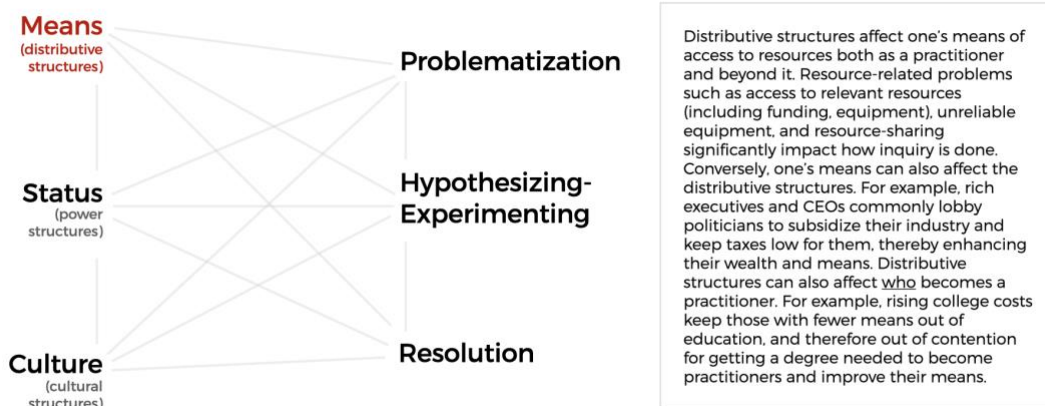 Means
(distributive
structures)
Problematization
Status
(power
structures)
Hypothesizing-
Experimenting
Culture
(cultural
structures)
Resolution
Distributive structures affect one's means of
access to resources both as a practitioner
and beyond it. Resource-related problems
such as access to relevant resources
(including funding, equipment), unreliable
equipment, and resource-sharing
significantly impact how inquiry is done.
Conversely, one's means can also affect the
distributive structures. For example, rich
executives and CEOs commonly lobby
politicians to subsidize their industry and
keep taxes low for them, thereby enhancing
their wealth and means. Distributive
structures can also affect who becomes a
practitioner. For example, rising college costs
keep those with fewer means out of
education, and therefore out of contention
for getting a degree needed to become
practitioners and improve their means.